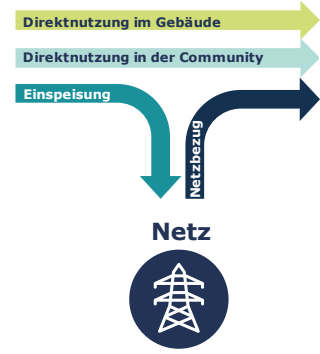 Direktnutzung im Gebäude
Direktnutzung in der Community
Einspeisung
Netzbezug
Netz